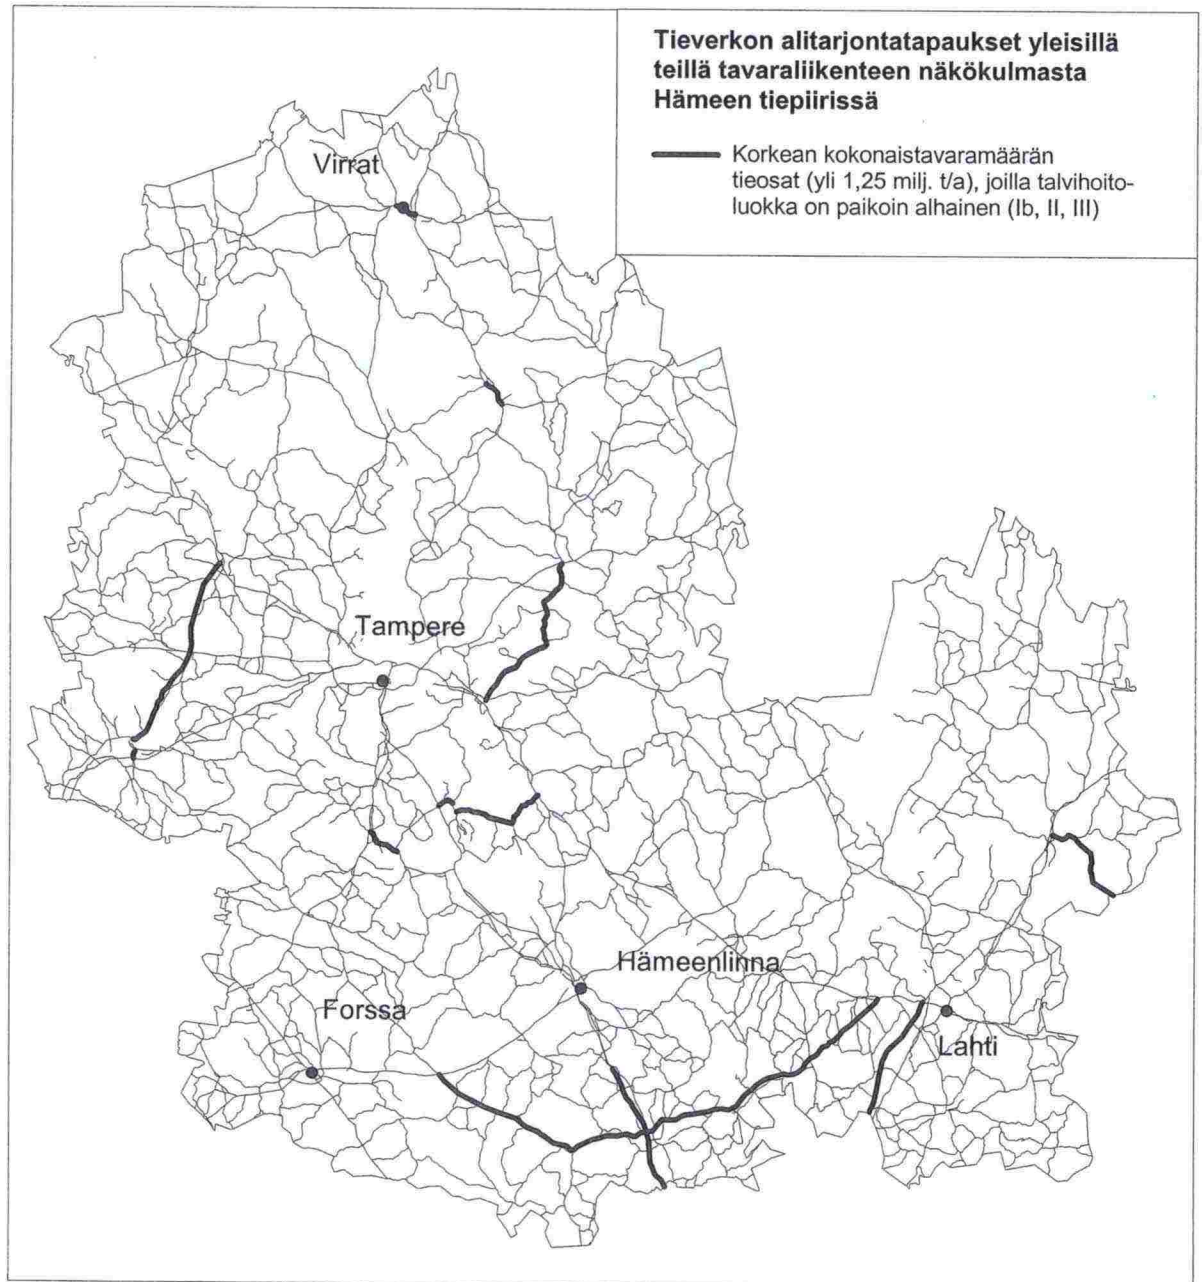 Tieverkon alitarjontatapaukset yleisillä
teillä tavaraliikenteen näkökulmasta
Hämeen tiepiirissä
Korkean kokonaistavaramäärän
tieosat (yli 1,25 milj. t/a), joilla talvihoito-
luokka on paikoin alhainen (Ib, II, III)
Virrat
Tampere
Hämeenlinna
Forssa
Lahti